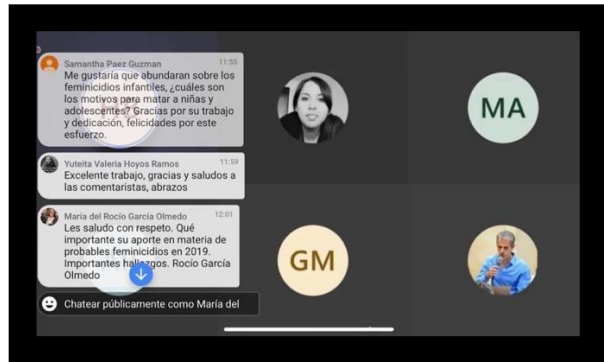 Samantha Paez Guzman 11:55
Me gustaría que abundaran sobre los
feminicidios infantiles, ¿cuáles son
los motivos para matar a niñas y
adolescentes? Gracias por su trabajo
y dedicación, felicidades por este
esfuerzo.
Yuteita Valeria Hoyos Ramos 11:59
Excelente trabajo, gracias y saludos a
las comentaristas, abrazos
Maria del Rocío García Olmedo 12:01
Les saludo con respeto. Qué
importante su aporte en materia de
probables feminicidios en 2019.
Importantes hallazgos. Rocío García
Olmedo
Chatear públicamente como María del
MA
GM